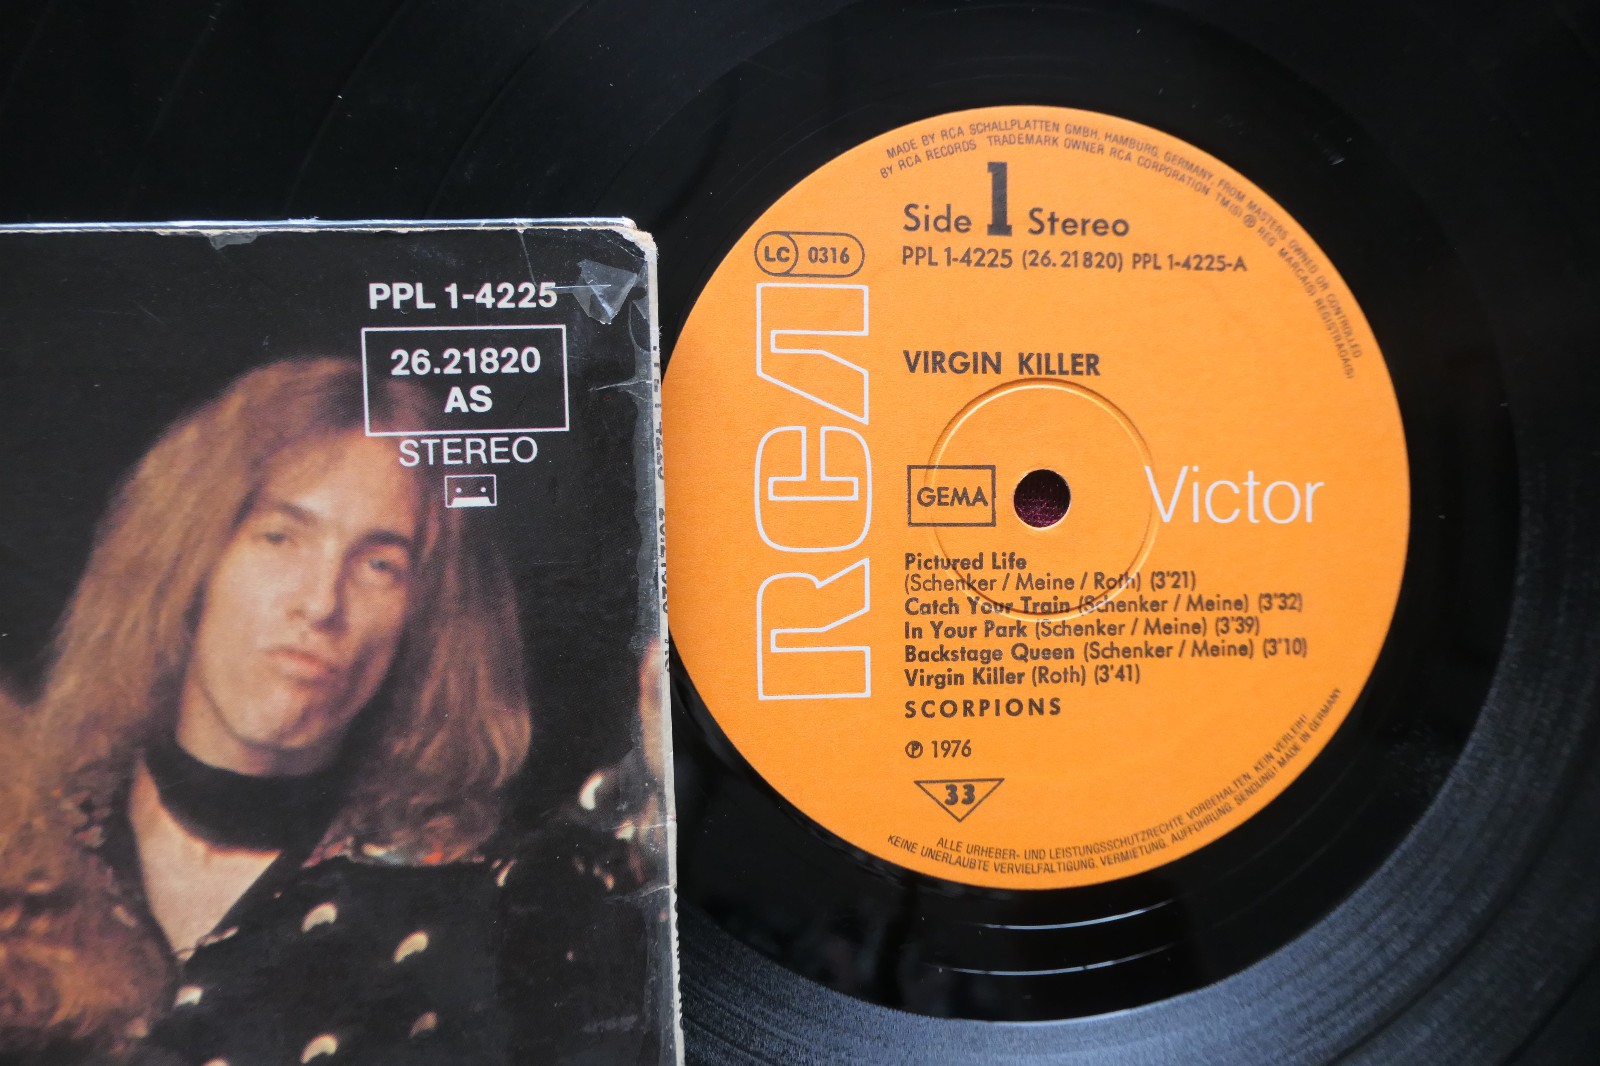 PPL 1-4225
26.21820
AS
STEREO
MADE BY RCA SCHALLPLATTEN GMBH, HAMBURG, GERMANY, FROM MASTERS OWNED OR CONTROLLED
BY RCA RECORDS TRADEMARK OWNER RCA CORPORATION TM(S) ® REG. MARCA(S) REGISTRADA(S)
Side 1 Stereo
LC 0316
PPL 1-4225 (26.21820) PPL 1-4225-A
RCA
VIRGIN KILLER
GEMA
Victor
Pictured Life
(Schenker / Meine / Roth) (3'21)
Catch Your Train (Schenker / Meine) (3'32)
In Your Park (Schenker / Meine) (3'39)
Backstage Queen (Schenker / Meine) (3'10)
Virgin Killer (Roth) (3'41)
SCORPIONS
℗ 1976
33
ALLE URHEBER- UND LEISTUNGSSCHUTZRECHTE VORBEHALTEN. KEIN VERLEIH!
KEINE UNERLAUBTE VERVIELFÄLTIGUNG, VERMIETUNG, AUFFÜHRUNG, SENDUNG! MADE IN GERMANY